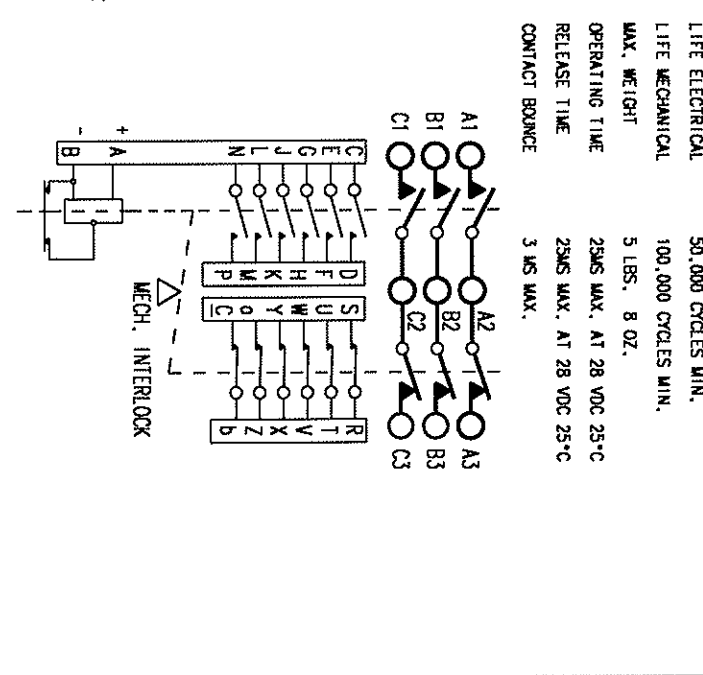 LIFE ELECTRICAL 50,000 CYCLES MIN.
LIFE MECHANICAL 100,000 CYCLES MIN.
MAX. WEIGHT 5 LBS. 8 OZ.
OPERATING TIME 25MS MAX. AT 28 VDC 25°C
RELEASE TIME 25MS MAX. AT 28 VDC 25°C
CONTACT BOUNCE 3 MS MAX.
A1 A2 A3
B1 B2 B3
C1 C2 C3
C D S R
E F U T
G H W V
J K Y X
L M o Z
N P C b
MECH. INTERLOCK
+ A
- B